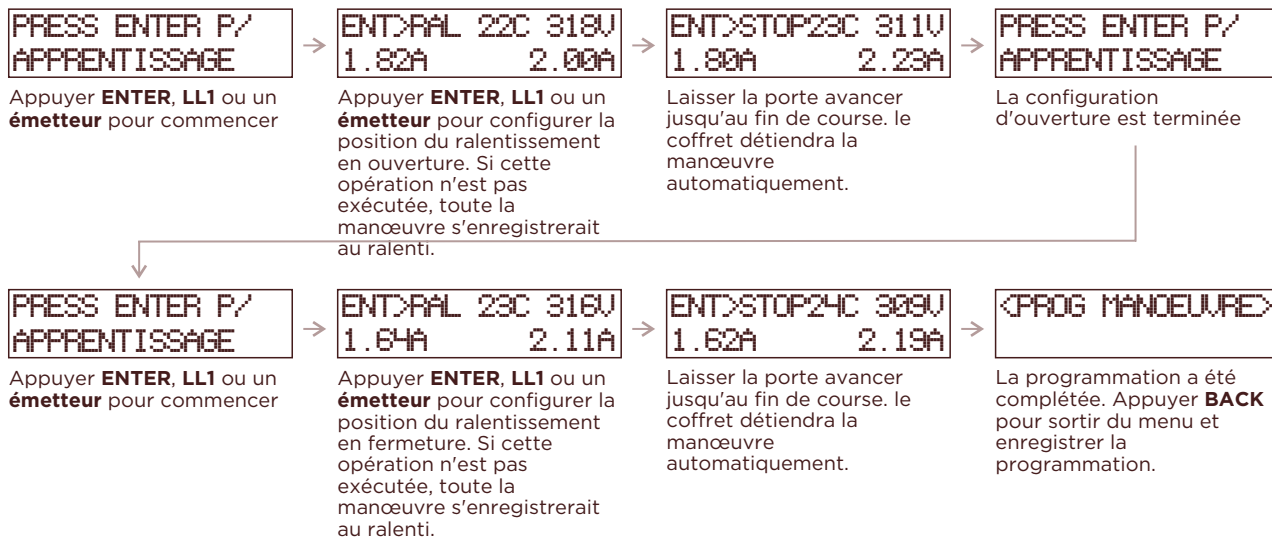 PRESS ENTER P/
APPRENTISSAGE
Appuyer ENTER, LL1 ou un
émetteur pour commencer
ENT>RAL 22C 318V
1.82A 2.00A
Appuyer ENTER, LL1 ou un
émetteur pour configurer la
position du ralentissement
en ouverture. Si cette
opération n'est pas
exécutée, toute la
manœuvre s'enregistrerait
au ralenti.
ENT>STOP23C 311V
1.80A 2.23A
Laisser la porte avancer
jusqu'au fin de course. le
coffret détiendra la
manœuvre
automatiquement.
PRESS ENTER P/
APPRENTISSAGE
La configuration
d'ouverture est terminée
PRESS ENTER P/
APPRENTISSAGE
Appuyer ENTER, LL1 ou un
émetteur pour commencer
ENT>RAL 23C 316V
1.64A 2.11A
Appuyer ENTER, LL1 ou un
émetteur pour configurer la
position du ralentissement
en fermeture. Si cette
opération n'est pas
exécutée, toute la
manœuvre s'enregistrerait
au ralenti.
ENT>STOP24C 309V
1.62A 2.19A
Laisser la porte avancer
jusqu'au fin de course. le
coffret détiendra la
manœuvre
automatiquement.
<PROG MANOEUVRE>
La programmation a été
complétée. Appuyer BACK
pour sortir du menu et
enregistrer la
programmation.